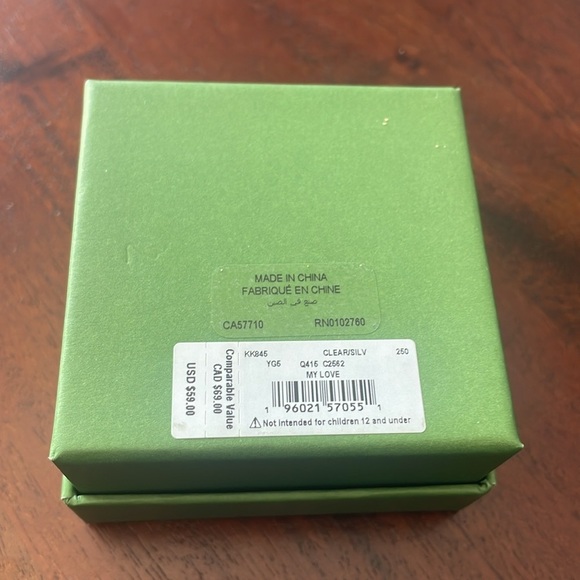 MADE IN CHINA
FABRIQUÉ EN CHINE
صنع في الصين
CA57710 RN0102760
Comparable Value
CAD $69.00
USD $59.00
KK845 CLEAR/SILV 250
YG5 Q415 C2562
MY LOVE
1 96021 57055 1
⚠ Not intended for children 12 and under